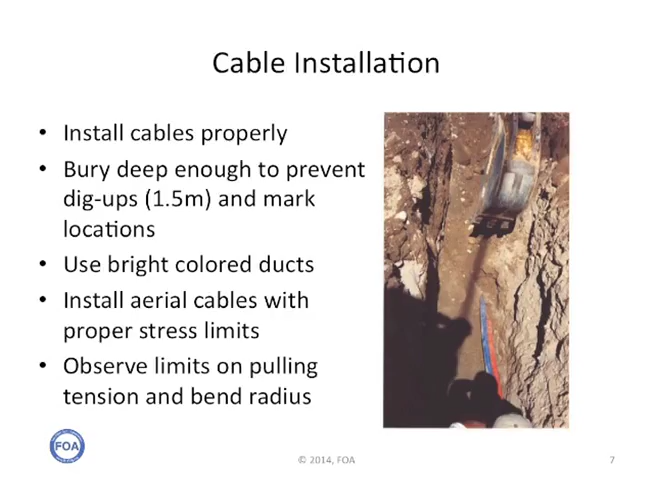 Cable Installation
• Install cables properly
• Bury deep enough to prevent
dig-ups (1.5m) and mark
locations
• Use bright colored ducts
• Install aerial cables with
proper stress limits
• Observe limits on pulling
tension and bend radius
FOA
© 2014, FOA
7